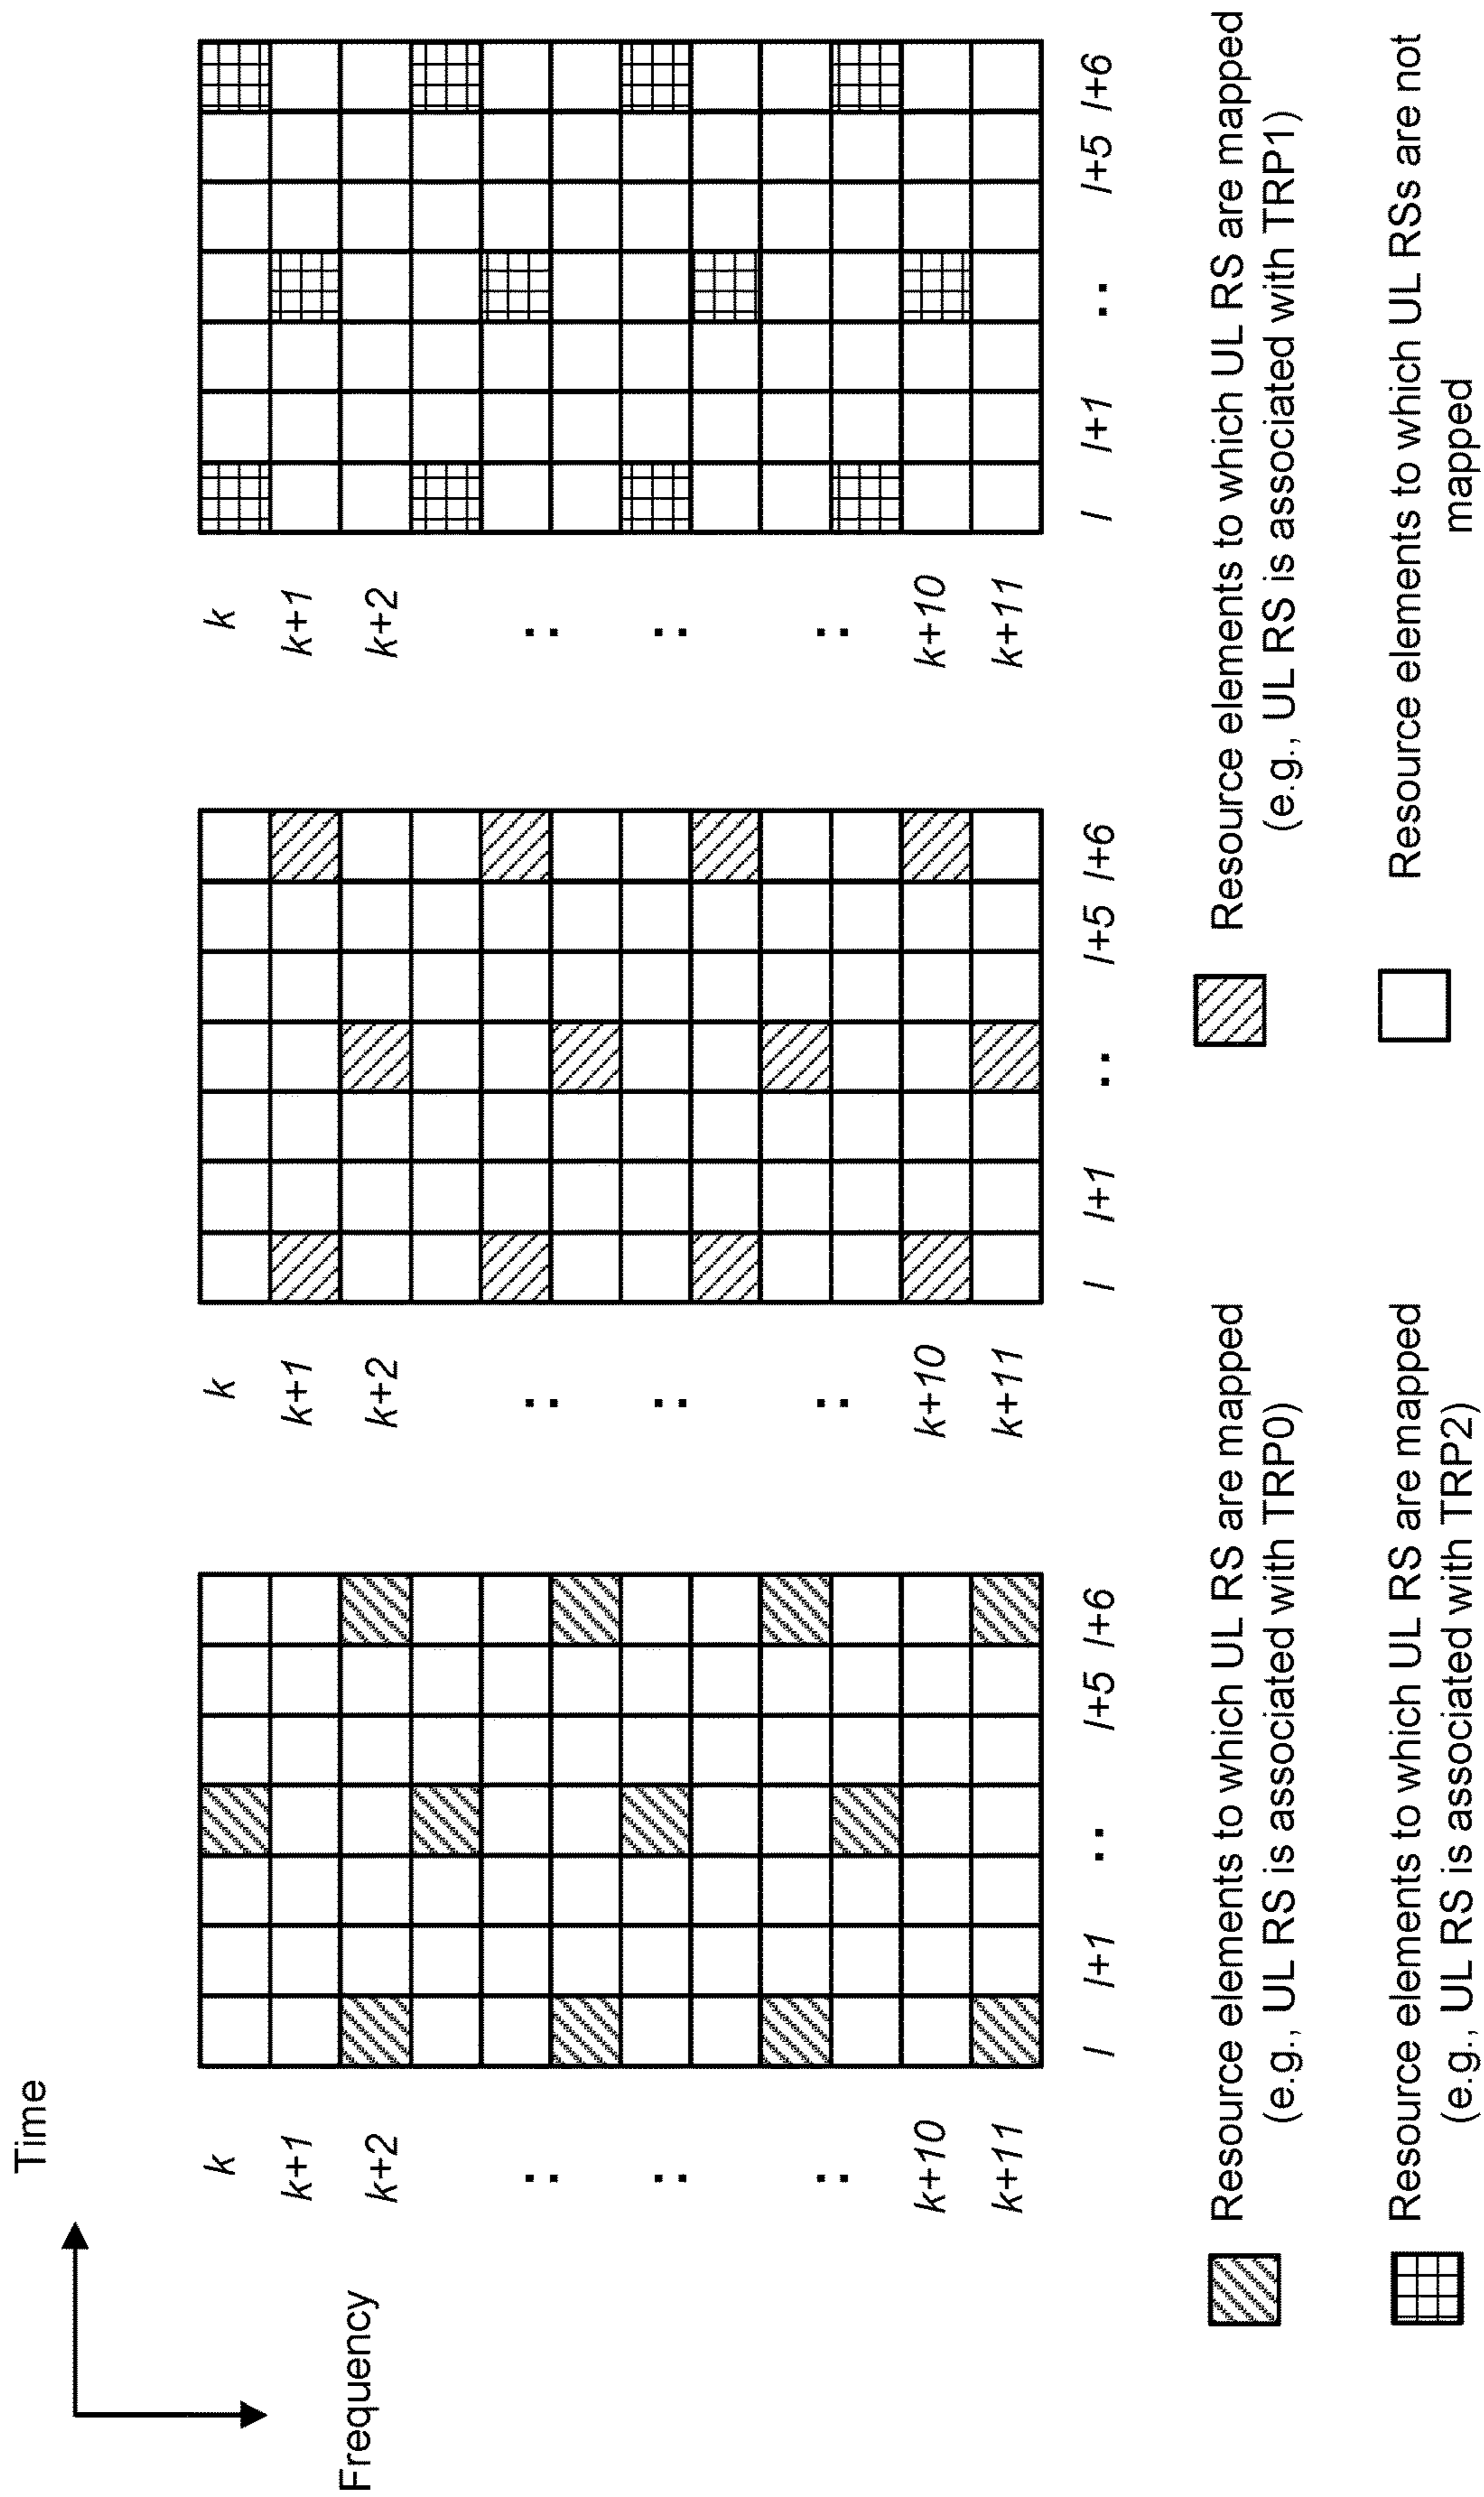 Time
Frequency
k
k+1
k+2
:
:
:
k+10
k+11
l l+1 : l+5 l+6
k
k+1
k+2
:
:
:
k+10
k+11
l l+1 : l+5 l+6
k
k+1
k+2
:
:
:
k+10
k+11
l l+1 : l+5 l+6
Resource elements to which UL RS are mapped
(e.g., UL RS is associated with TRP0)
Resource elements to which UL RS are mapped
(e.g., UL RS is associated with TRP1)
Resource elements to which UL RS are mapped
(e.g., UL RS is associated with TRP2)
Resource elements to which UL RSs are not
mapped